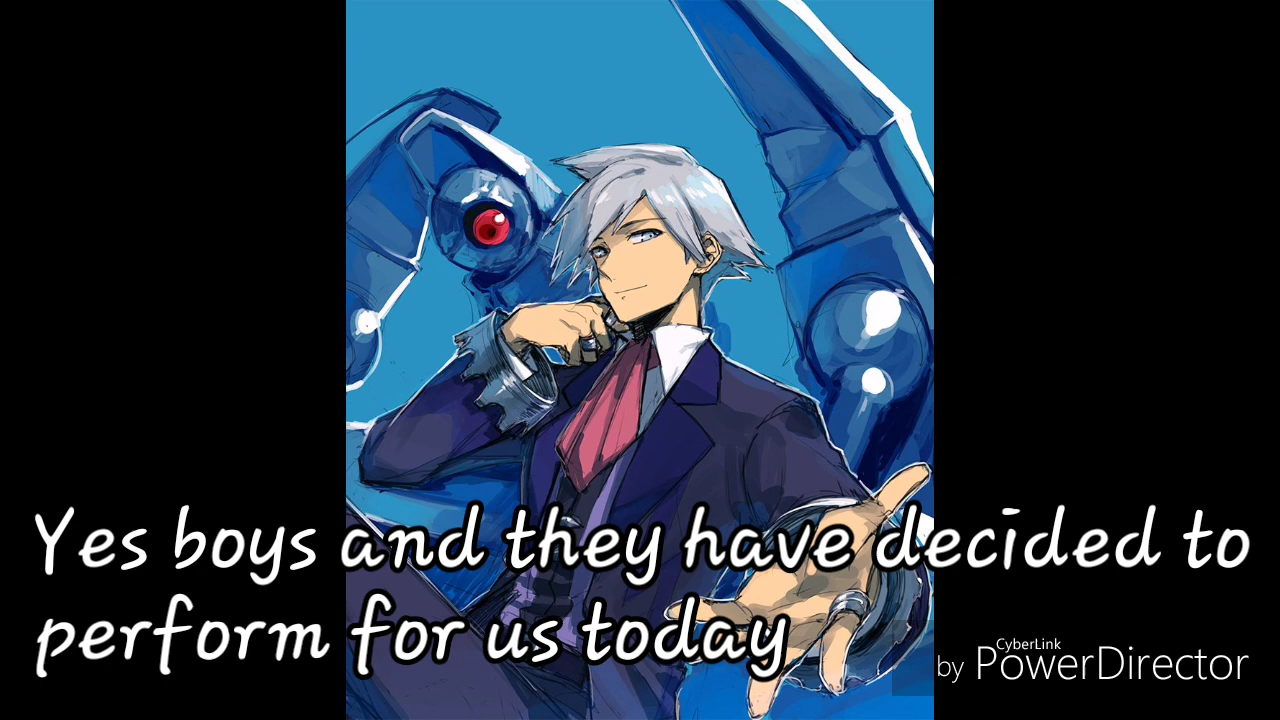 Yes boys and they have decided to
perform for us today
CyberLink
by PowerDirector